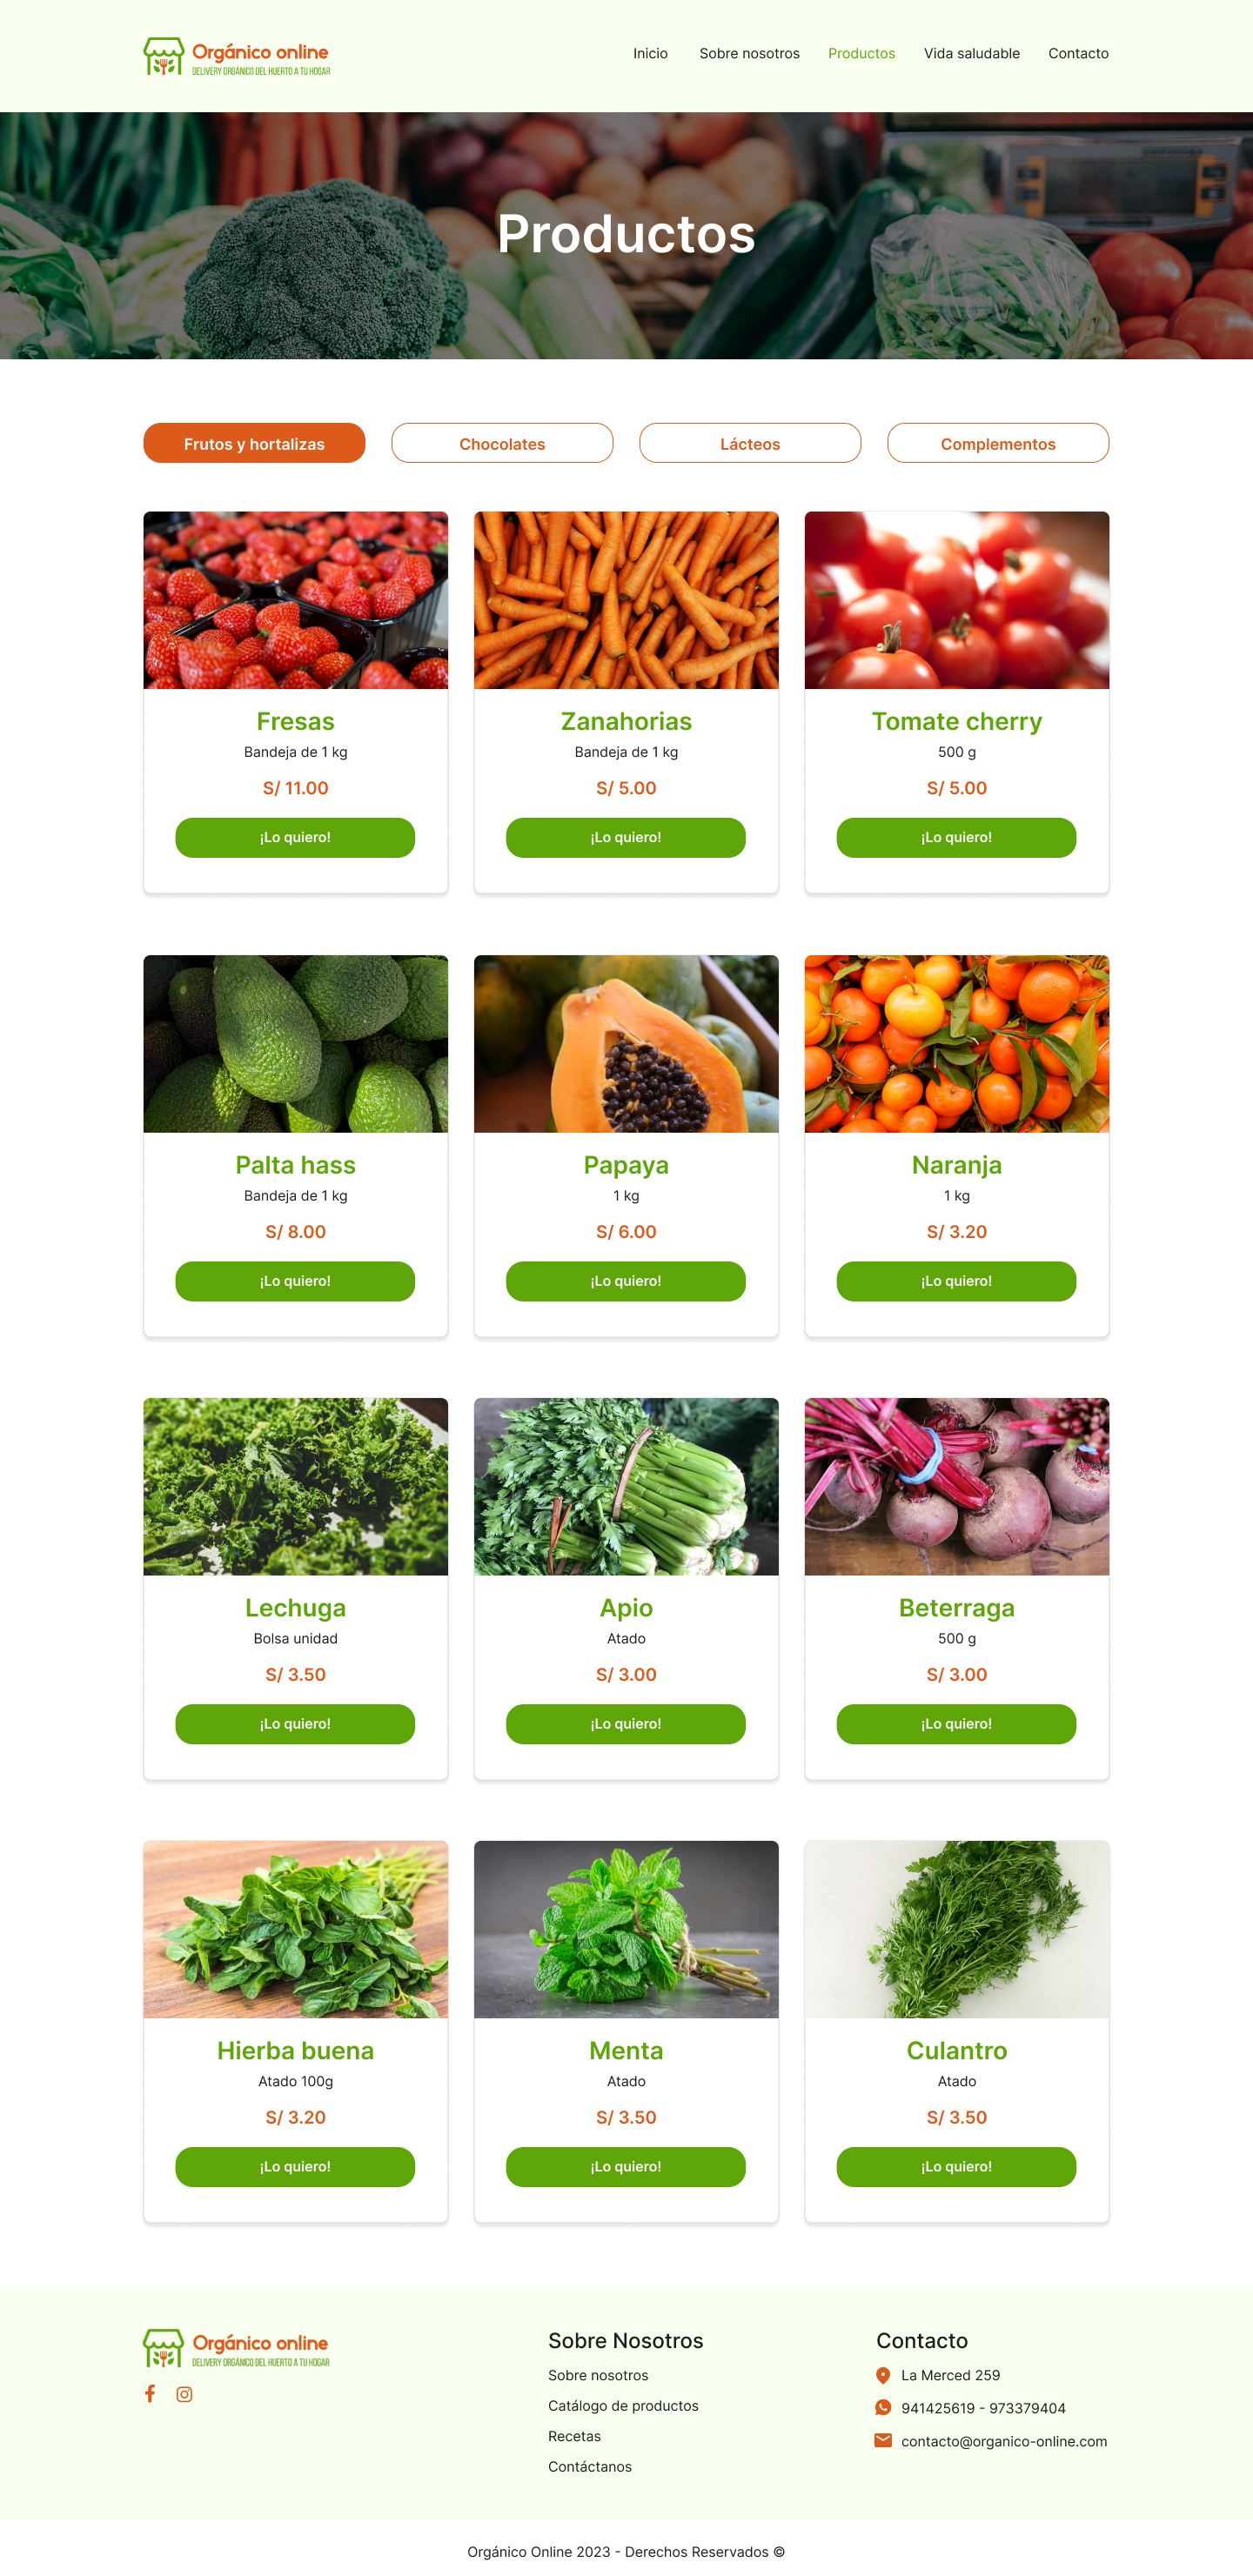 Orgánico online
DELIVERY ORGÁNICO DEL HUERTO A TU HOGAR
Inicio Sobre nosotros Productos Vida saludable Contacto
Productos
Frutos y hortalizas Chocolates Lácteos Complementos
Fresas
Bandeja de 1 kg
S/ 11.00
¡Lo quiero!
Zanahorias
Bandeja de 1 kg
S/ 5.00
¡Lo quiero!
Tomate cherry
500 g
S/ 5.00
¡Lo quiero!
Palta hass
Bandeja de 1 kg
S/ 8.00
¡Lo quiero!
Papaya
1 kg
S/ 6.00
¡Lo quiero!
Naranja
1 kg
S/ 3.20
¡Lo quiero!
Lechuga
Bolsa unidad
S/ 3.50
¡Lo quiero!
Apio
Atado
S/ 3.00
¡Lo quiero!
Beterraga
500 g
S/ 3.00
¡Lo quiero!
Hierba buena
Atado 100g
S/ 3.20
¡Lo quiero!
Menta
Atado
S/ 3.50
¡Lo quiero!
Culantro
Atado
S/ 3.50
¡Lo quiero!
Orgánico online
DELIVERY ORGÁNICO DEL HUERTO A TU HOGAR
Sobre Nosotros
Sobre nosotros
Catálogo de productos
Recetas
Contáctanos
Contacto
La Merced 259
941425619 - 973379404
contacto@organico-online.com
Orgánico Online 2023 - Derechos Reservados ©